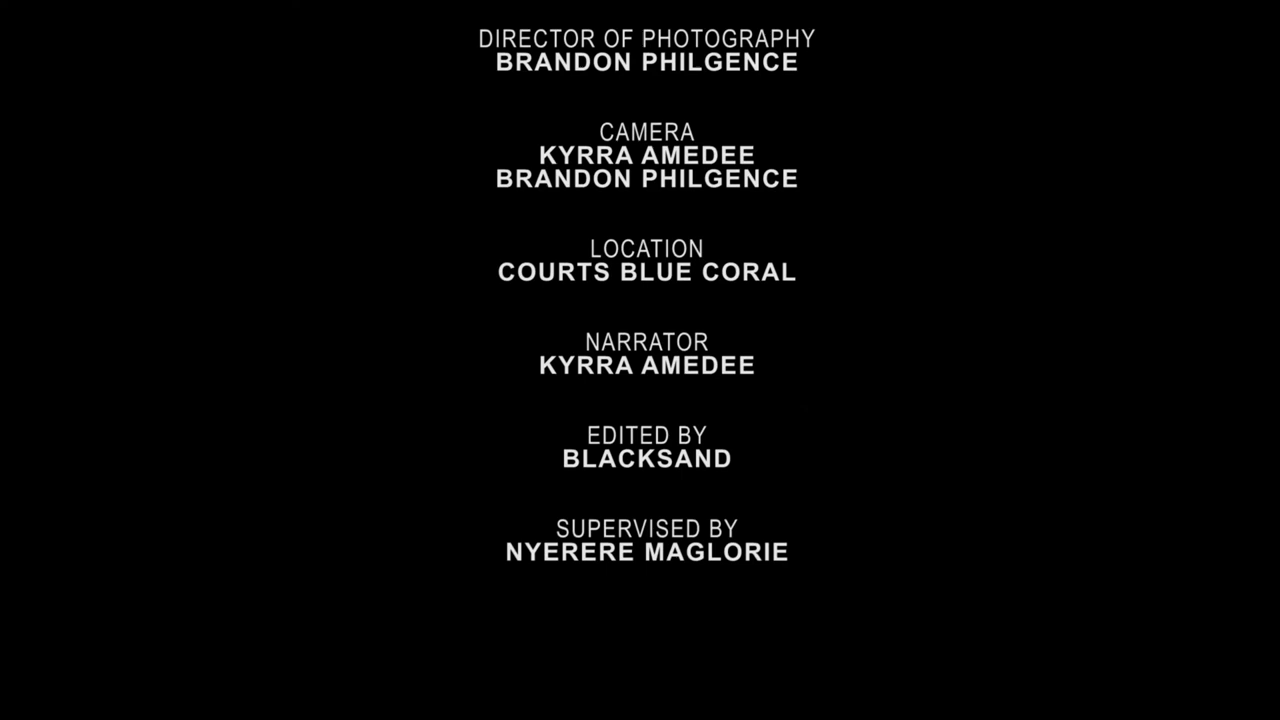 DIRECTOR OF PHOTOGRAPHY
BRANDON PHILGENCE
CAMERA
KYRRA AMEDEE
BRANDON PHILGENCE
LOCATION
COURTS BLUE CORAL
NARRATOR
KYRRA AMEDEE
EDITED BY
BLACKSAND
SUPERVISED BY
NYERERE MAGLORIE